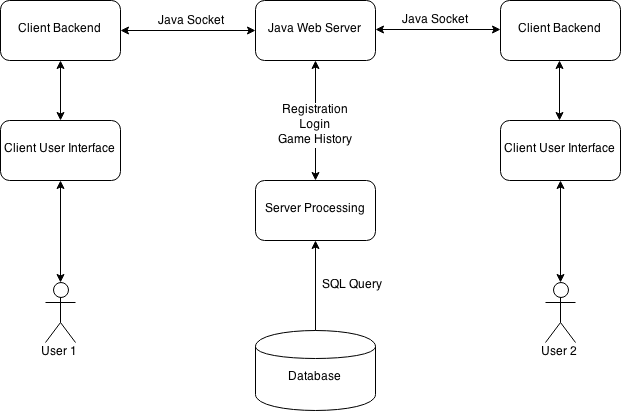 Client Backend
Java Socket
Java Web Server
Java Socket
Client Backend
Registration
Login
Game History
Client User Interface
Client User Interface
Server Processing
SQL Query
User 1
User 2
Database